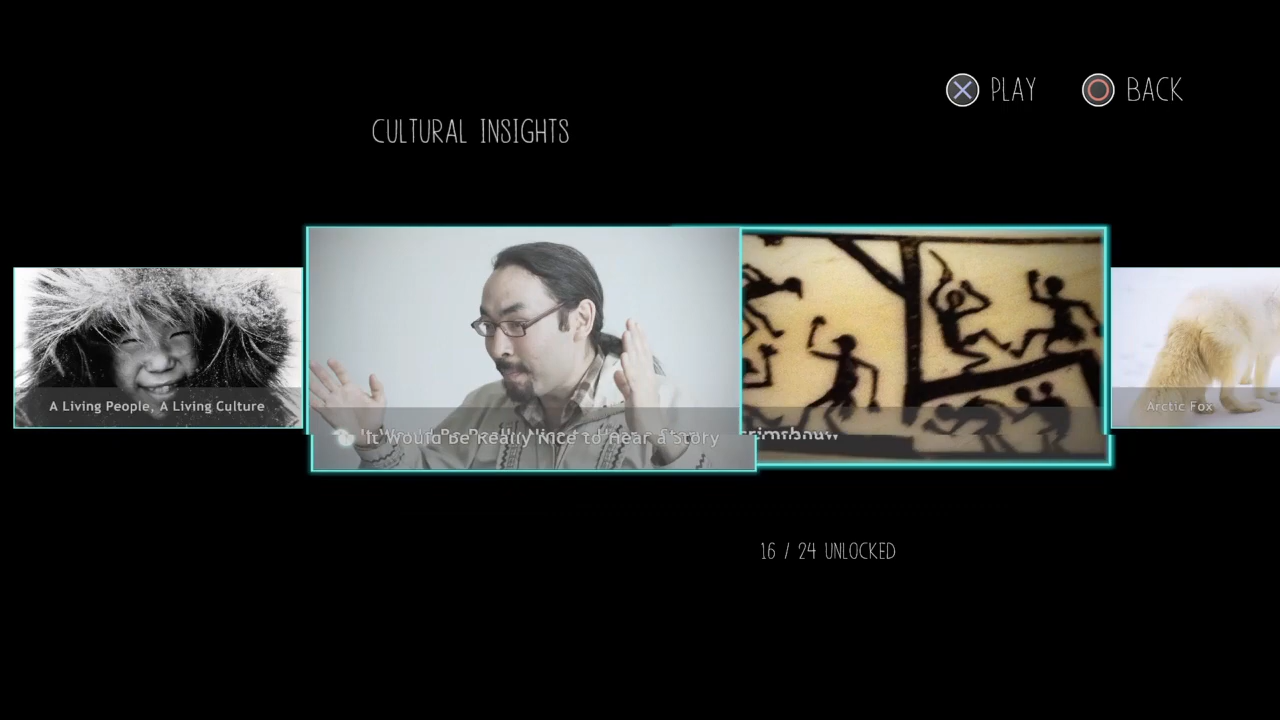 PLAY
BACK
CULTURAL INSIGHTS
A Living People, A Living Culture
It Would Be Really Nice to Hear a Story
Arctic Fox
16 / 24 UNLOCKED